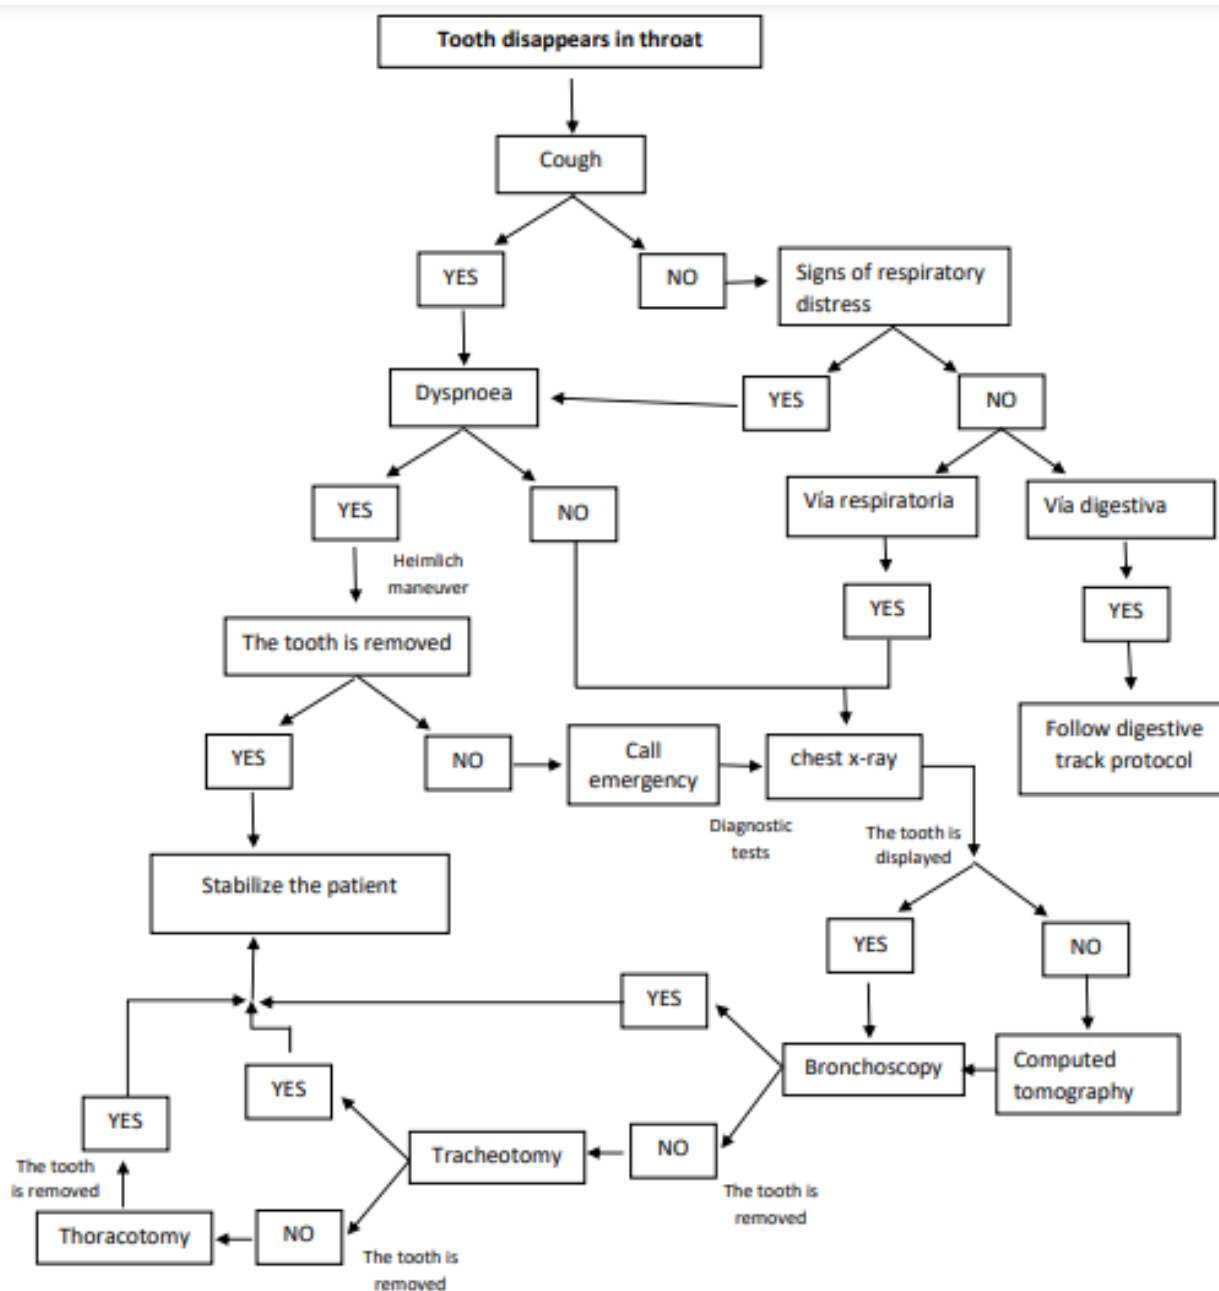 Tooth disappears in throat
Cough
YES
NO
Signs of respiratory
distress
Dyspnoea
YES
NO
YES
NO
Vía respiratoria
Vía digestiva
Heimlich
maneuver
YES
YES
The tooth is removed
YES
NO
Call
emergency
chest x-ray
Follow digestive
track protocol
Diagnostic
tests
The tooth is
displayed
Stabilize the patient
YES
NO
YES
Bronchoscopy
Computed
tomography
YES
YES
Tracheotomy
NO
The tooth
is removed
The tooth is
removed
Thoracotomy
NO
The tooth is
removed